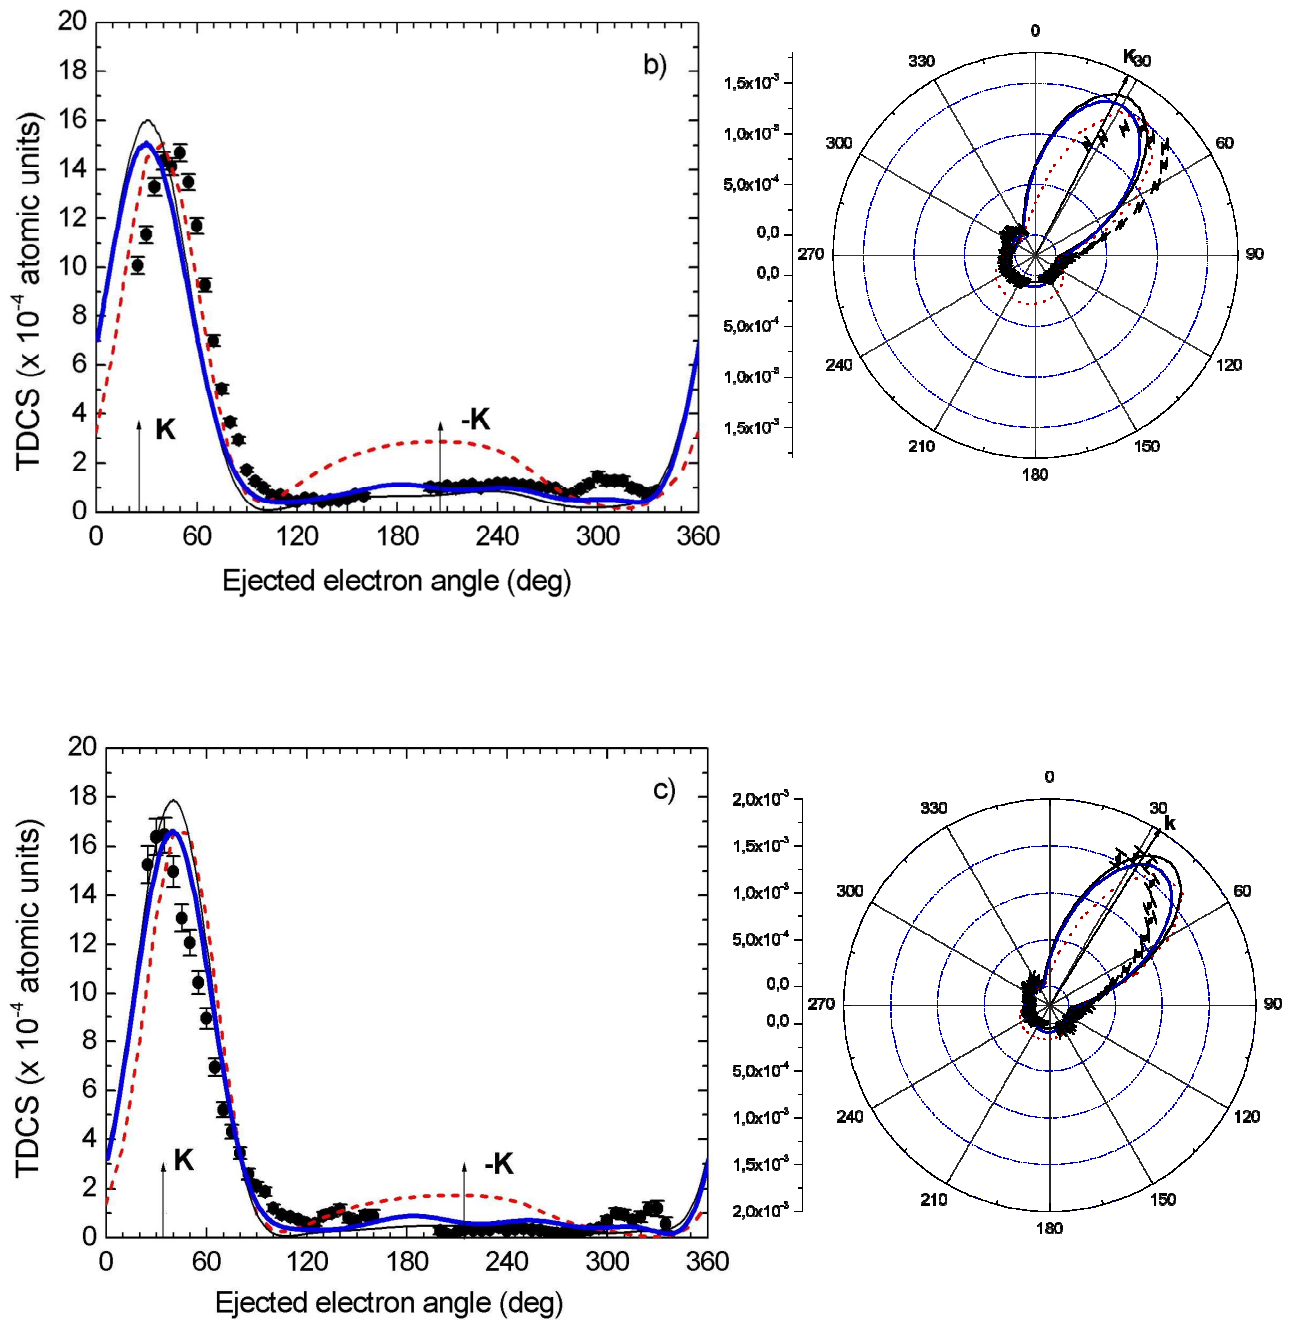 20
18
16
14
12
10
8
6
4
2
0
TDCS (x 10⁻⁴ atomic units)
b)
K
-K
0 60 120 180 240 300 360
Ejected electron angle (deg)
1,5x10⁻³
1,0x10⁻³
5,0x10⁻⁴
0,0
0,0
5,0x10⁻⁴
1,0x10⁻³
1,5x10⁻³
0
K
30
60
90
120
150
180
210
240
270
300
330
20
18
16
14
12
10
8
6
4
2
0
TDCS (x 10⁻⁴ atomic units)
c)
K
-K
0 60 120 180 240 300 360
Ejected electron angle (deg)
2,0x10⁻³
1,5x10⁻³
1,0x10⁻³
5,0x10⁻⁴
0,0
0,0
5,0x10⁻⁴
1,0x10⁻³
1,5x10⁻³
2,0x10⁻³
0
30
k
60
90
120
150
180
210
240
270
300
330